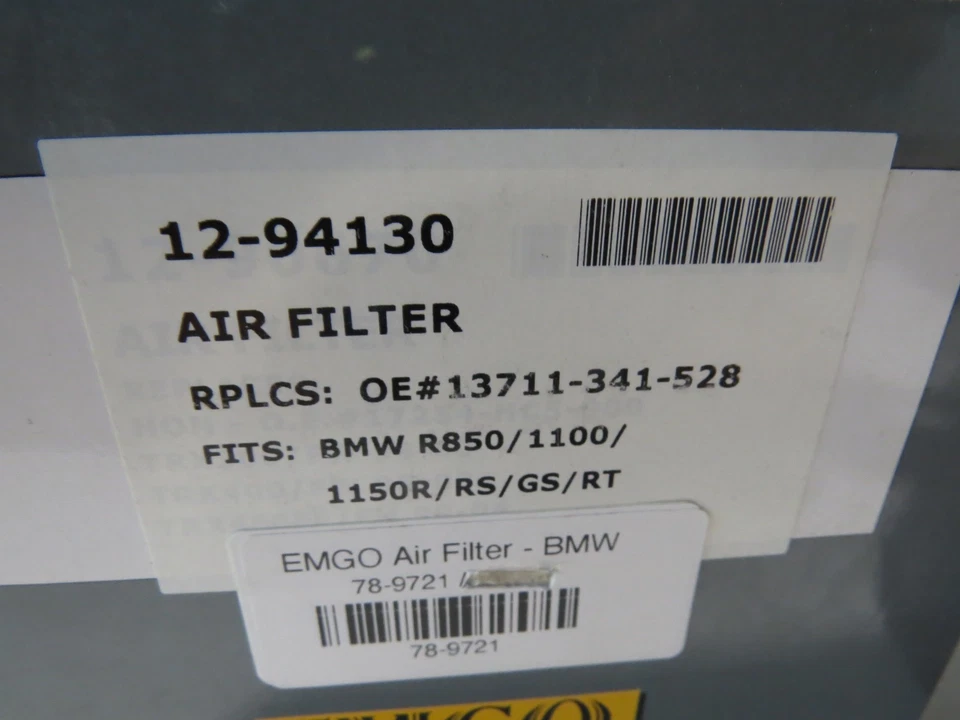 12-94130
AIR FILTER
RPLCS: OE#13711-341-528
FITS: BMW R850/1100/
1150R/RS/GS/RT
EMGO Air Filter - BMW
78-9721 /
78-9721